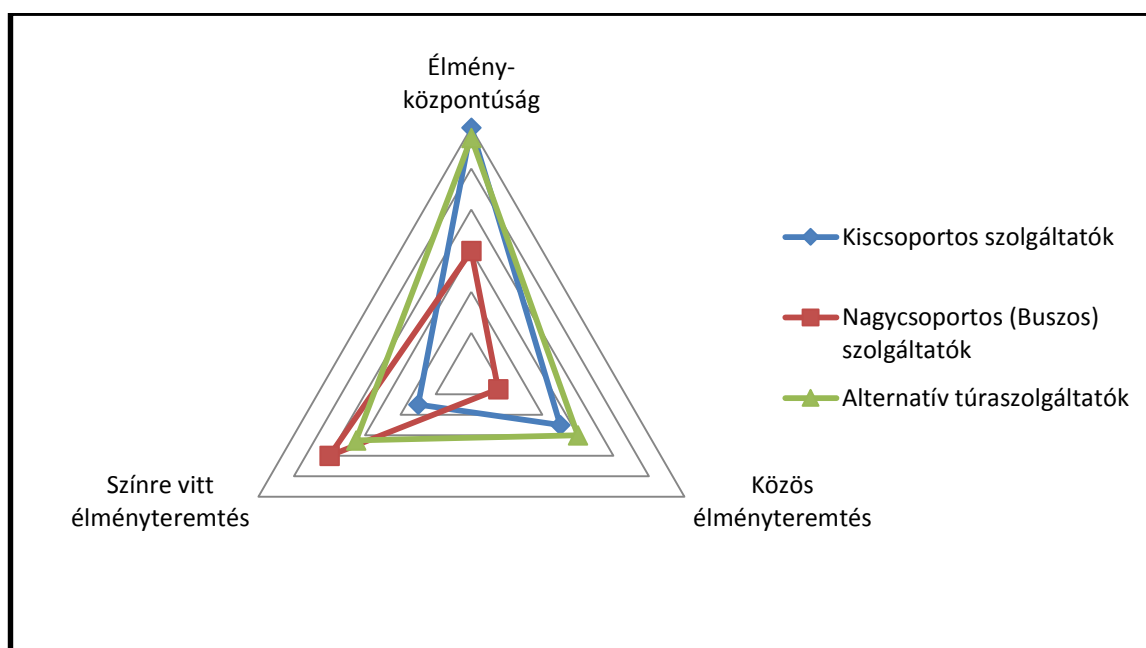 Élmény-
központúság
Kiscsoportos szolgáltatók
Nagycsoportos (Buszos)
szolgáltatók
Alternatív túraszolgáltatók
Színre vitt
élményteremtés
Közös
élményteremtés